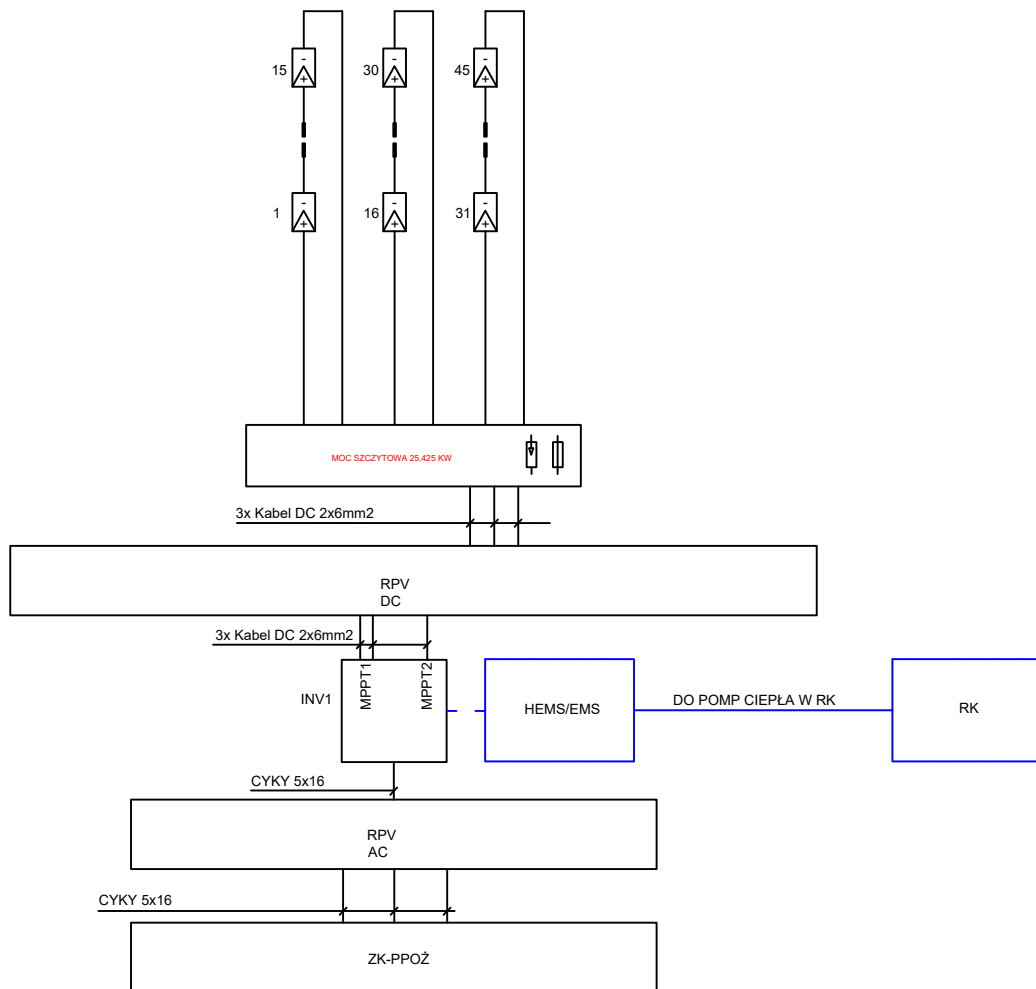 15
30
45
1
16
31
MOC SZCZYTOWA 25,425 KW
3x Kabel DC 2x6mm2
RPV
DC
3x Kabel DC 2x6mm2
INV1
MPPT1
MPPT2
HEMS/EMS
DO POMP CIEPŁA W RK
RK
CYKY 5x16
RPV
AC
CYKY 5x16
ZK-PPOŻ